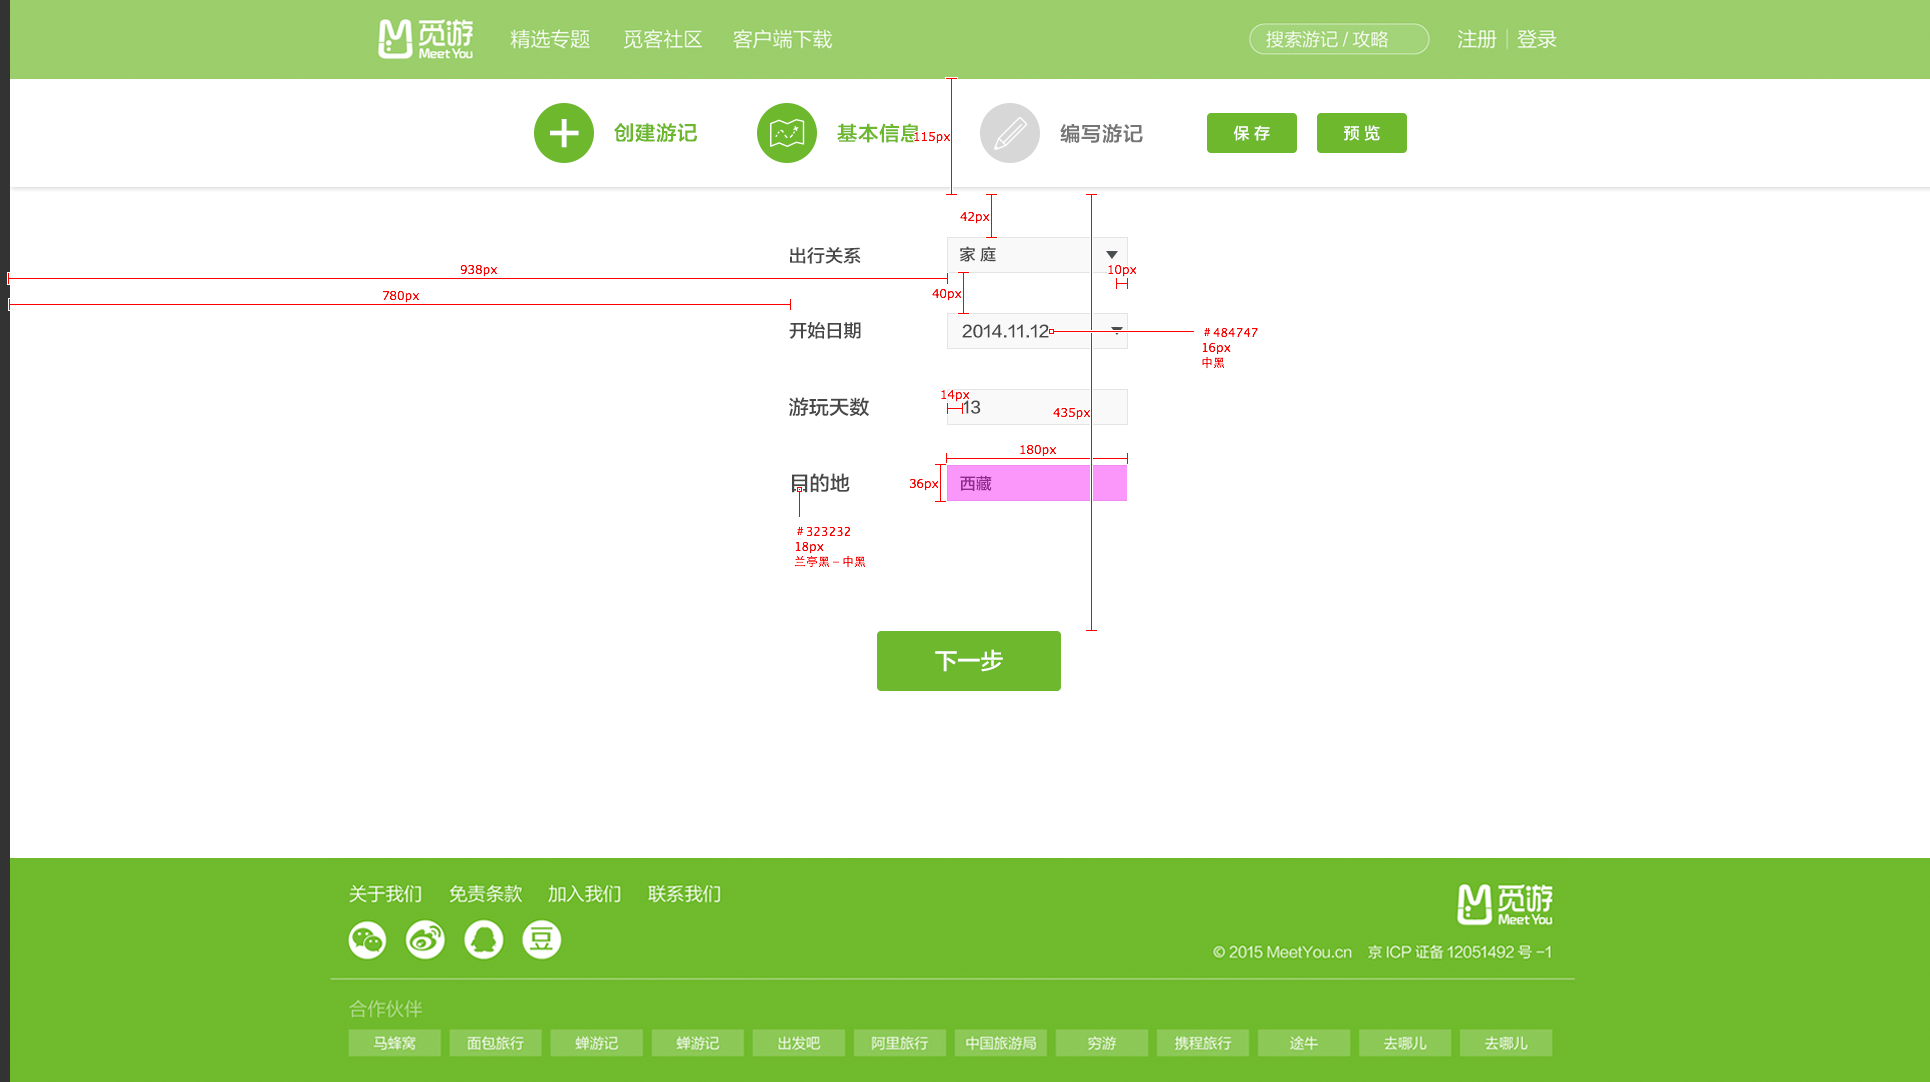 觅游
Meet You
精选专题 觅客社区 客户端下载
搜索游记 / 攻略
注册 | 登录
创建游记
基本信息
编写游记
保 存
预 览
115px
42px
出行关系
家 庭
938px
10px
780px
40px
开始日期
2014.11.12
#484747
16px
中黑
14px
游玩天数
13
435px
180px
目的地
36px
西藏
#323232
18px
兰亭黑 – 中黑
下一步
关于我们 免责条款 加入我们 联系我们
豆
觅游
Meet You
© 2015 MeetYou.cn 京 ICP 证备 12051492 号 –1
合作伙伴
马蜂窝 面包旅行 蝉游记 蝉游记 出发吧 阿里旅行 中国旅游局 穷游 携程旅行 途牛 去哪儿 去哪儿